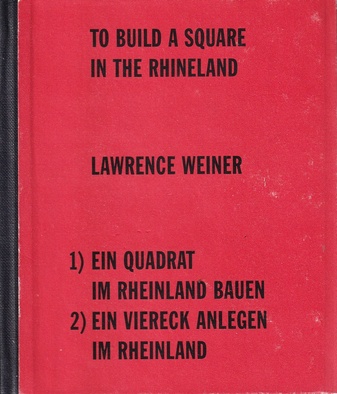 TO BUILD A SQUARE
IN THE RHINELAND
LAWRENCE WEINER
1) EIN QUADRAT
IM RHEINLAND BAUEN
2) EIN VIERECK ANLEGEN
IM RHEINLAND